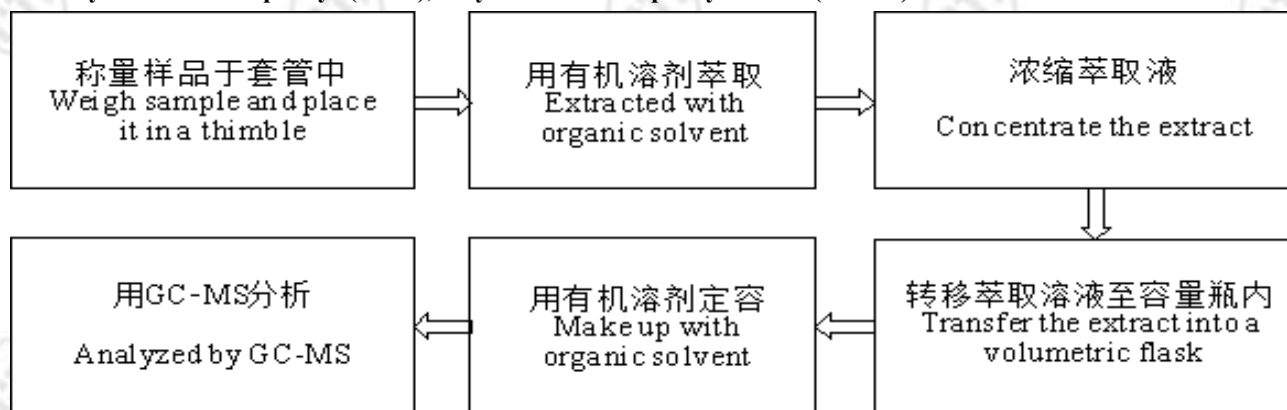 称量样品于套管中
Weigh sample and place
it in a thimble
用有机溶剂萃取
Extracted with
organic solvent
浓缩萃取液
Concentrate the extract
转移萃取溶液至容量瓶内
Transfer the extract into a
volumetric flask
用有机溶剂定容
Make up with
organic solvent
用GC-MS分析
Analyzed by GC-MS